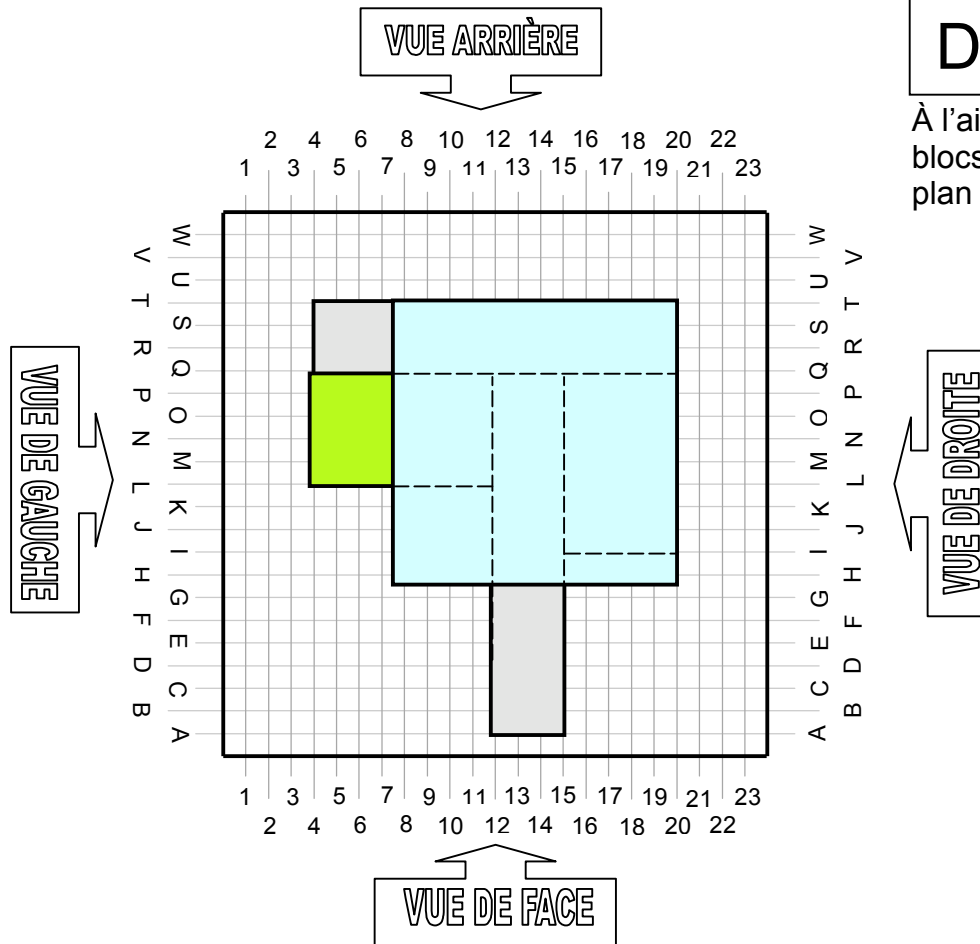 VUE ARRIÈRE
D
À l'ai
blocs
plan
2 4 6 8 10 12 14 16 18 20 22
1 3 5 7 9 11 13 15 17 19 21 23
W W
V V
U U
T T
S S
R R
Q Q
P P
O O
N N
M M
L L
K K
J J
I I
H H
G G
F F
E E
D D
C C
B B
A A
VUE DE GAUCHE
VUE DE DROITE
1 3 5 7 9 11 13 15 17 19 21 23
2 4 6 8 10 12 14 16 18 20 22
VUE DE FACE